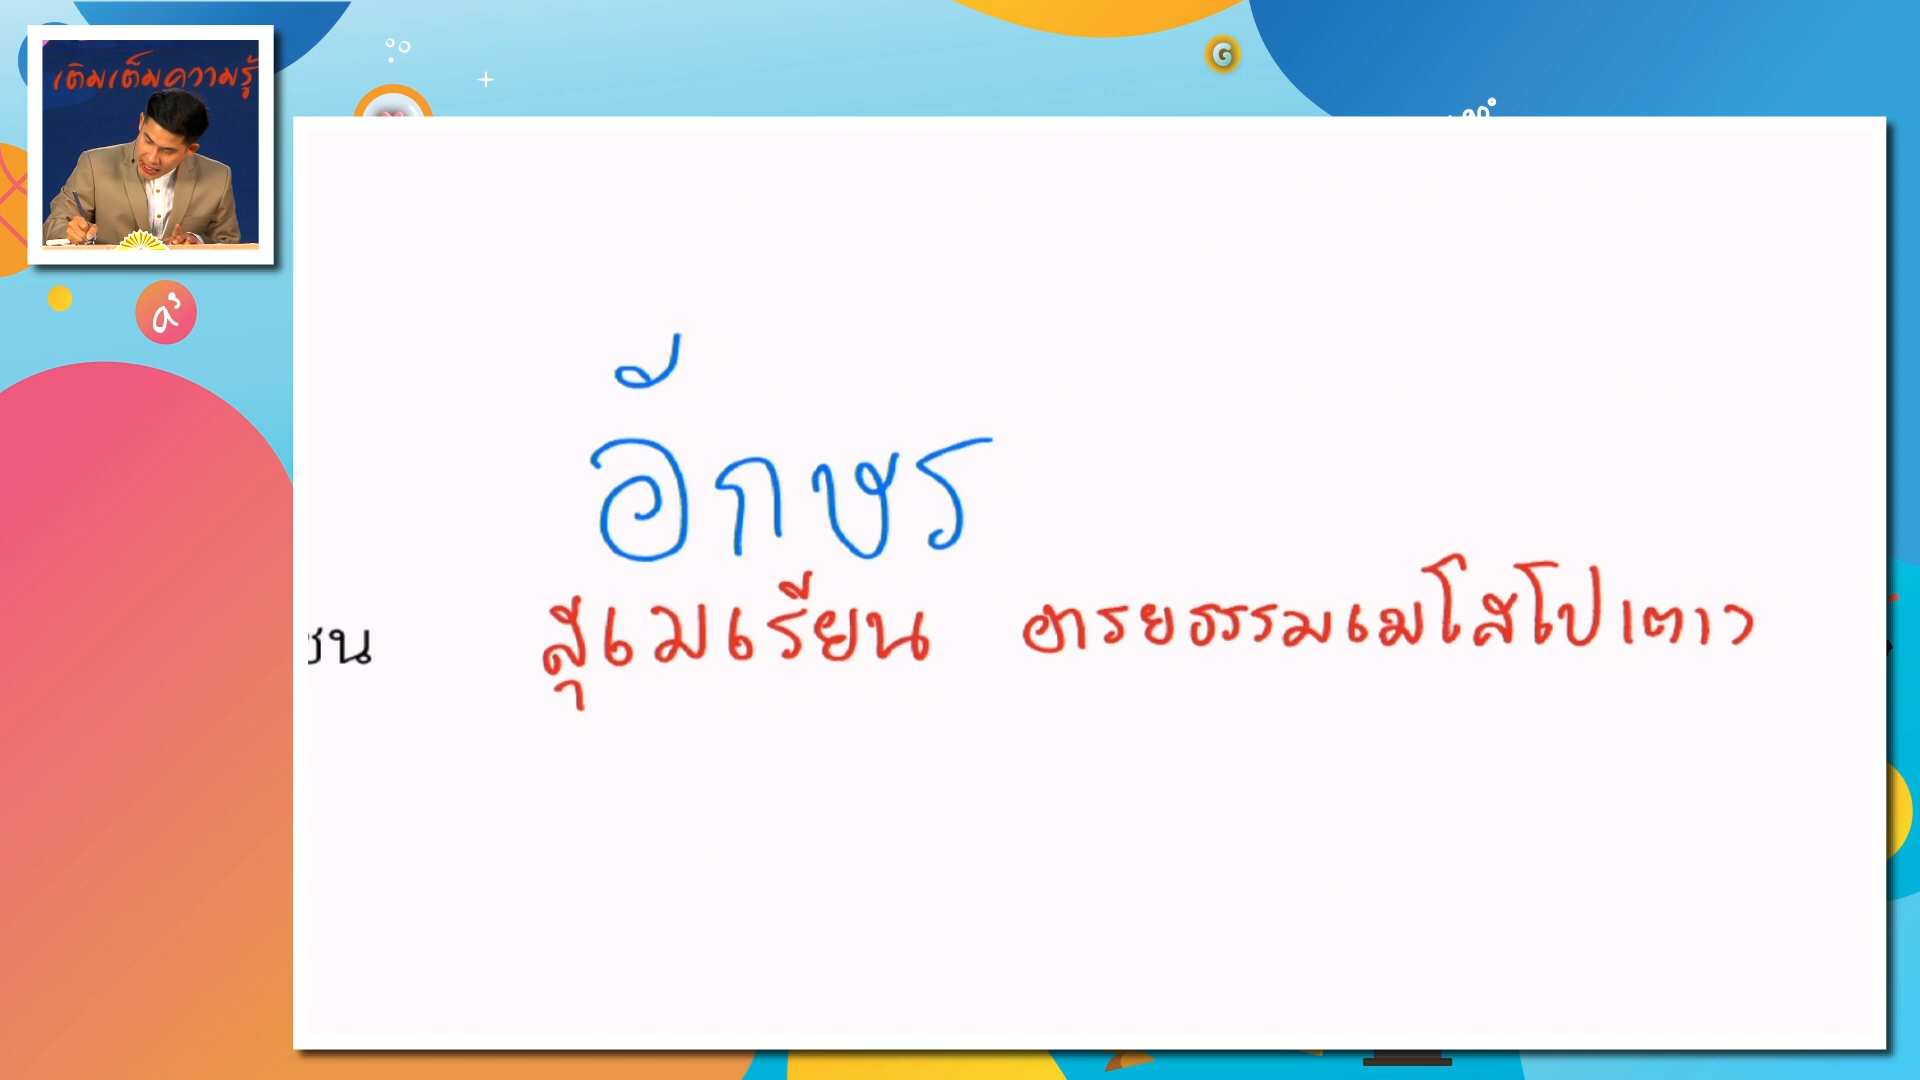 เติมเต็มความรู้
G
a³
อักษร
ชน สุเมเรียน อารยธรรมเมโสโปเตา